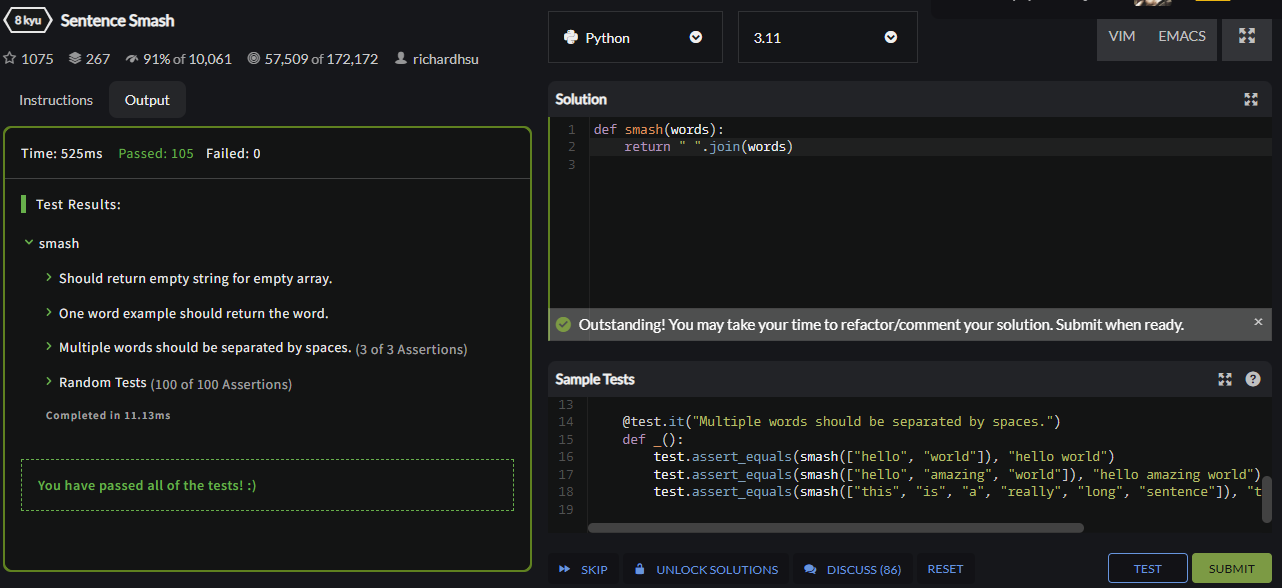 8 kyu Sentence Smash
1075 267 91% of 10,061 57,509 of 172,172 richardhsu
Instructions Output
Time: 525ms Passed: 105 Failed: 0
Test Results:
smash
Should return empty string for empty array.
One word example should return the word.
Multiple words should be separated by spaces. (3 of 3 Assertions)
Random Tests (100 of 100 Assertions)
Completed in 11.13ms
You have passed all of the tests! :)
Python 3.11 VIM EMACS
Solution
1 def smash(words):
2 return " ".join(words)
3
Outstanding! You may take your time to refactor/comment your solution. Submit when ready. ×
Sample Tests ?
13
14 @test.it("Multiple words should be separated by spaces.")
15 def _():
16 test.assert_equals(smash(["hello", "world"]), "hello world")
17 test.assert_equals(smash(["hello", "amazing", "world"]), "hello amazing world")
18 test.assert_equals(smash(["this", "is", "a", "really", "long", "sentence"]), "t
19
SKIP UNLOCK SOLUTIONS DISCUSS (86) RESET TEST SUBMIT